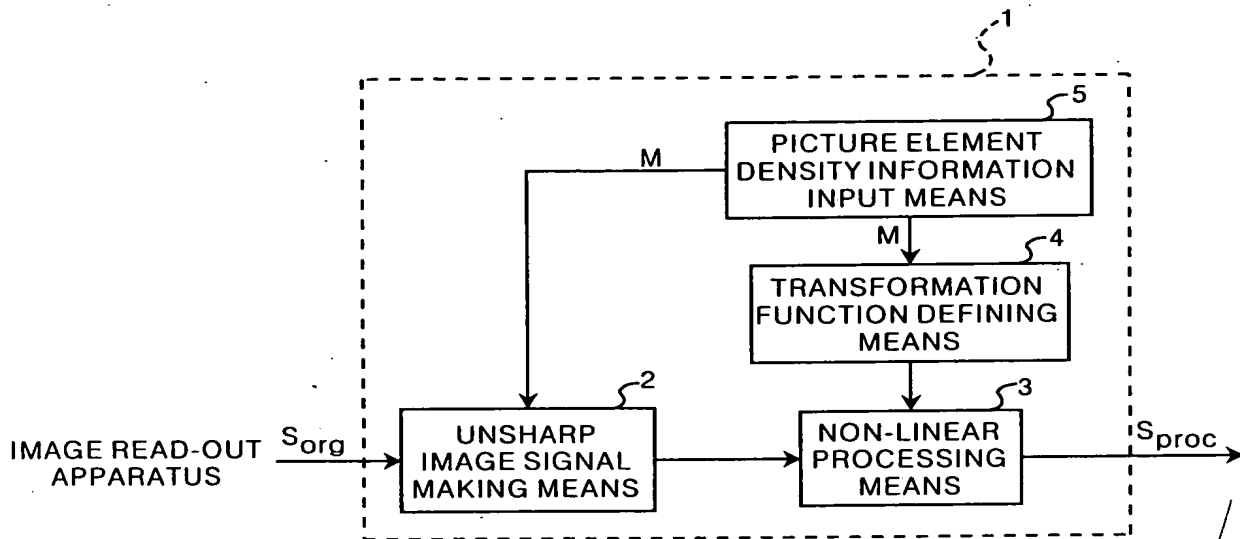 1
5
PICTURE ELEMENT
DENSITY INFORMATION
INPUT MEANS
M
M
4
TRANSFORMATION
FUNCTION DEFINING
MEANS
2
3
IMAGE READ-OUT
APPARATUS
Sorg
UNSHARP
IMAGE SIGNAL
MAKING MEANS
NON-LINEAR
PROCESSING
MEANS
Sproc